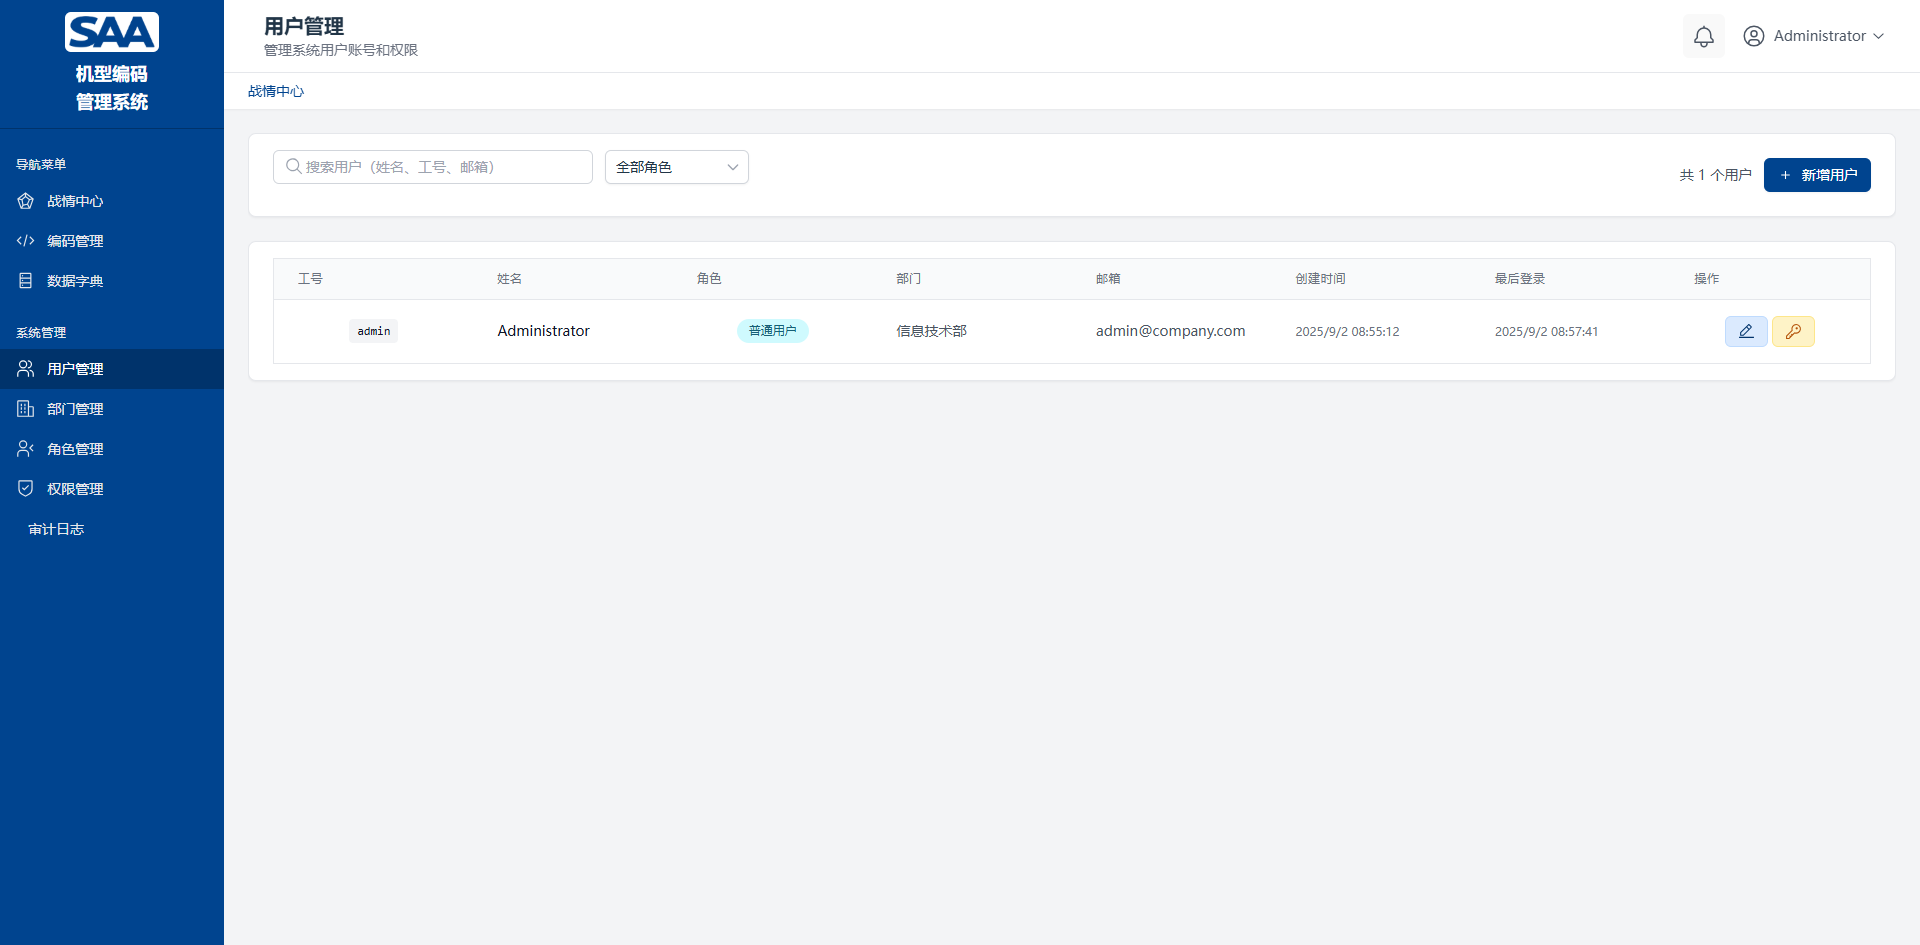 SAA
机型编码
管理系统
导航菜单
战情中心
编码管理
数据字典
系统管理
用户管理
部门管理
角色管理
权限管理
审计日志
用户管理
管理系统用户账号和权限
Administrator
战情中心
搜索用户（姓名、工号、邮箱）
全部角色
共 1 个用户
+ 新增用户
工号 姓名 角色 部门 邮箱 创建时间 最后登录 操作
admin Administrator 普通用户 信息技术部 admin@company.com 2025/9/2 08:55:12 2025/9/2 08:57:41